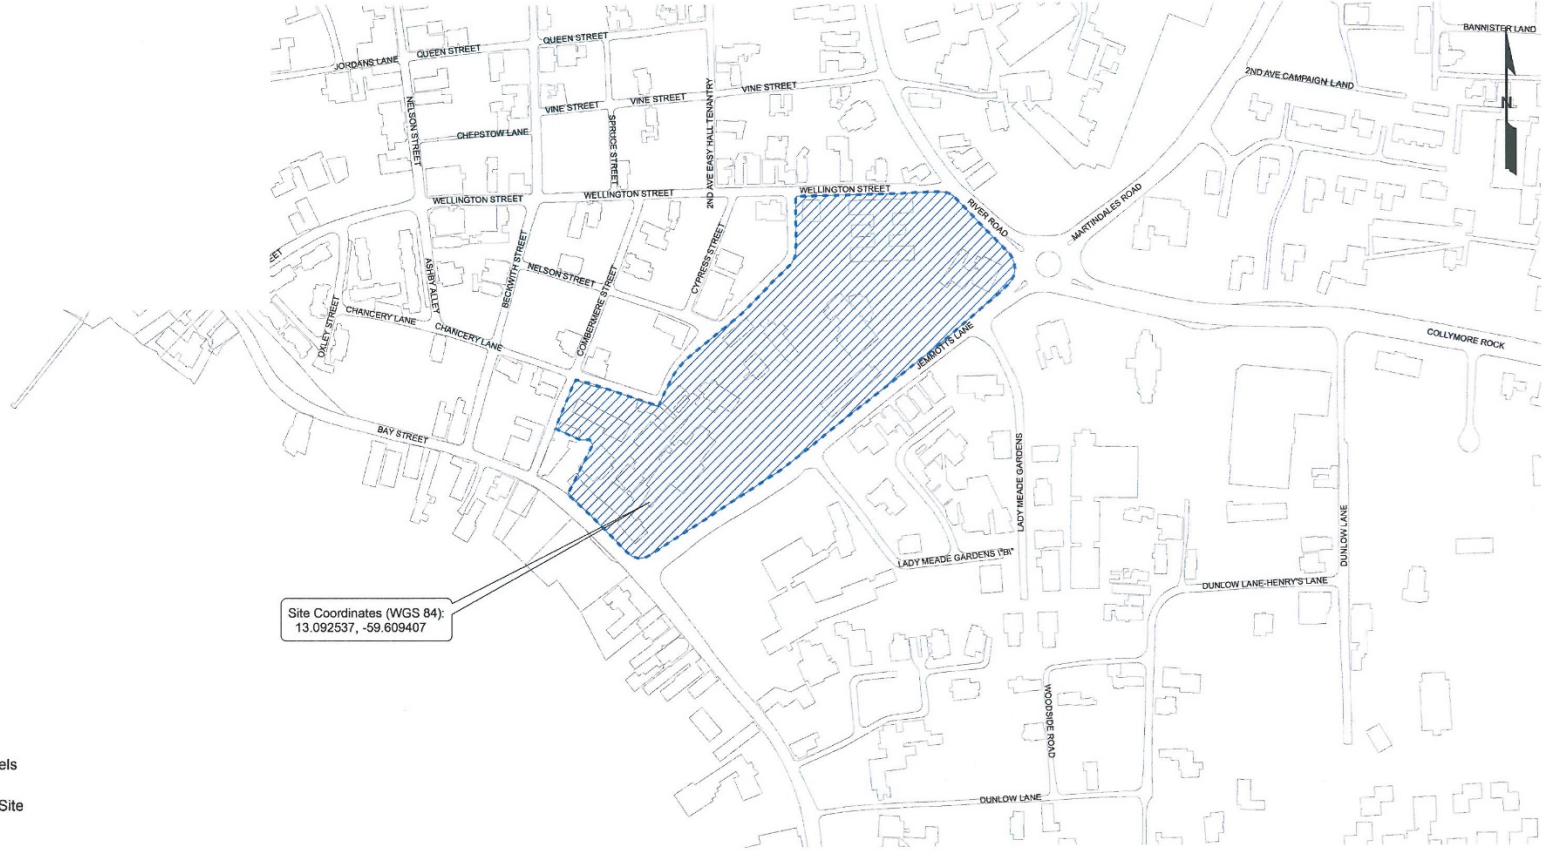 BANNISTER LAND
QUEEN STREET
QUEEN STREET
JORDANS LANE
2ND AVE CAMPAIGN LAND
VINE STREET
VINE STREET
VINE STREET
N
NELSON STREET
CHEPSTOW LANE
SPRUCE STREET
2ND AVE EASY HALL TENANTRY
WELLINGTON STREET
WELLINGTON STREET
WELLINGTON STREET
RIVER ROAD
MARTINDALES ROAD
EET
ASHBY ALLEY
BECKWITH STREET
NELSON STREET
CYPRESS STREET
COMBERMERE STREET
OXLEY STREET
CHANCERY LANE
CHANCERY LANE
JEMMOTTS LANE
COLLYMORE ROCK
BAY STREET
LADY MEADE GARDENS
DUNLOW LANE
LADY MEADE GARDENS \"B\"
DUNLOW LANE-HENRY'S LANE
Site Coordinates (WGS 84):
13.092537, -59.609407
WOODSIDE ROAD
els
DUNLOW LANE
Site